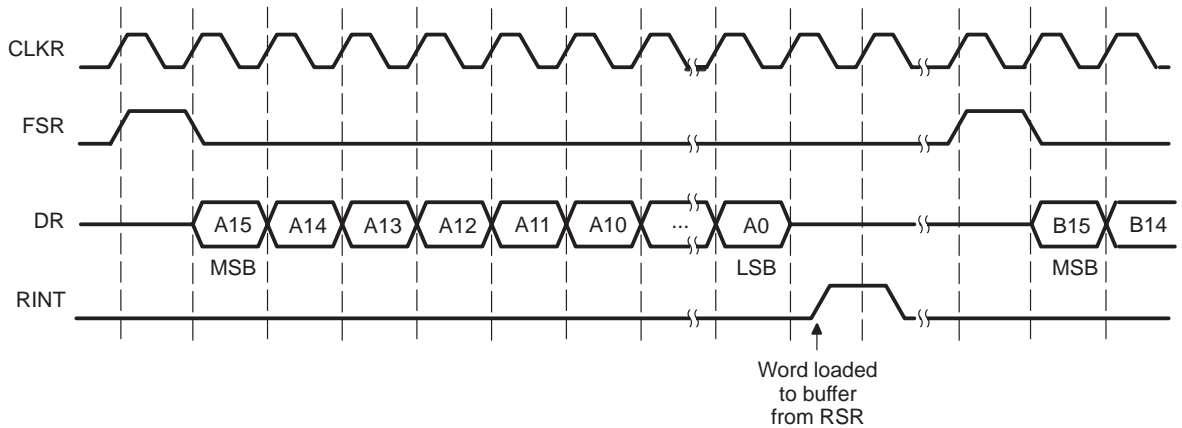 CLKR
FSR
DR
A15 A14 A13 A12 A11 A10 ... A0 B15 B14
MSB LSB MSB
RINT
Word loaded
to buffer
from RSR